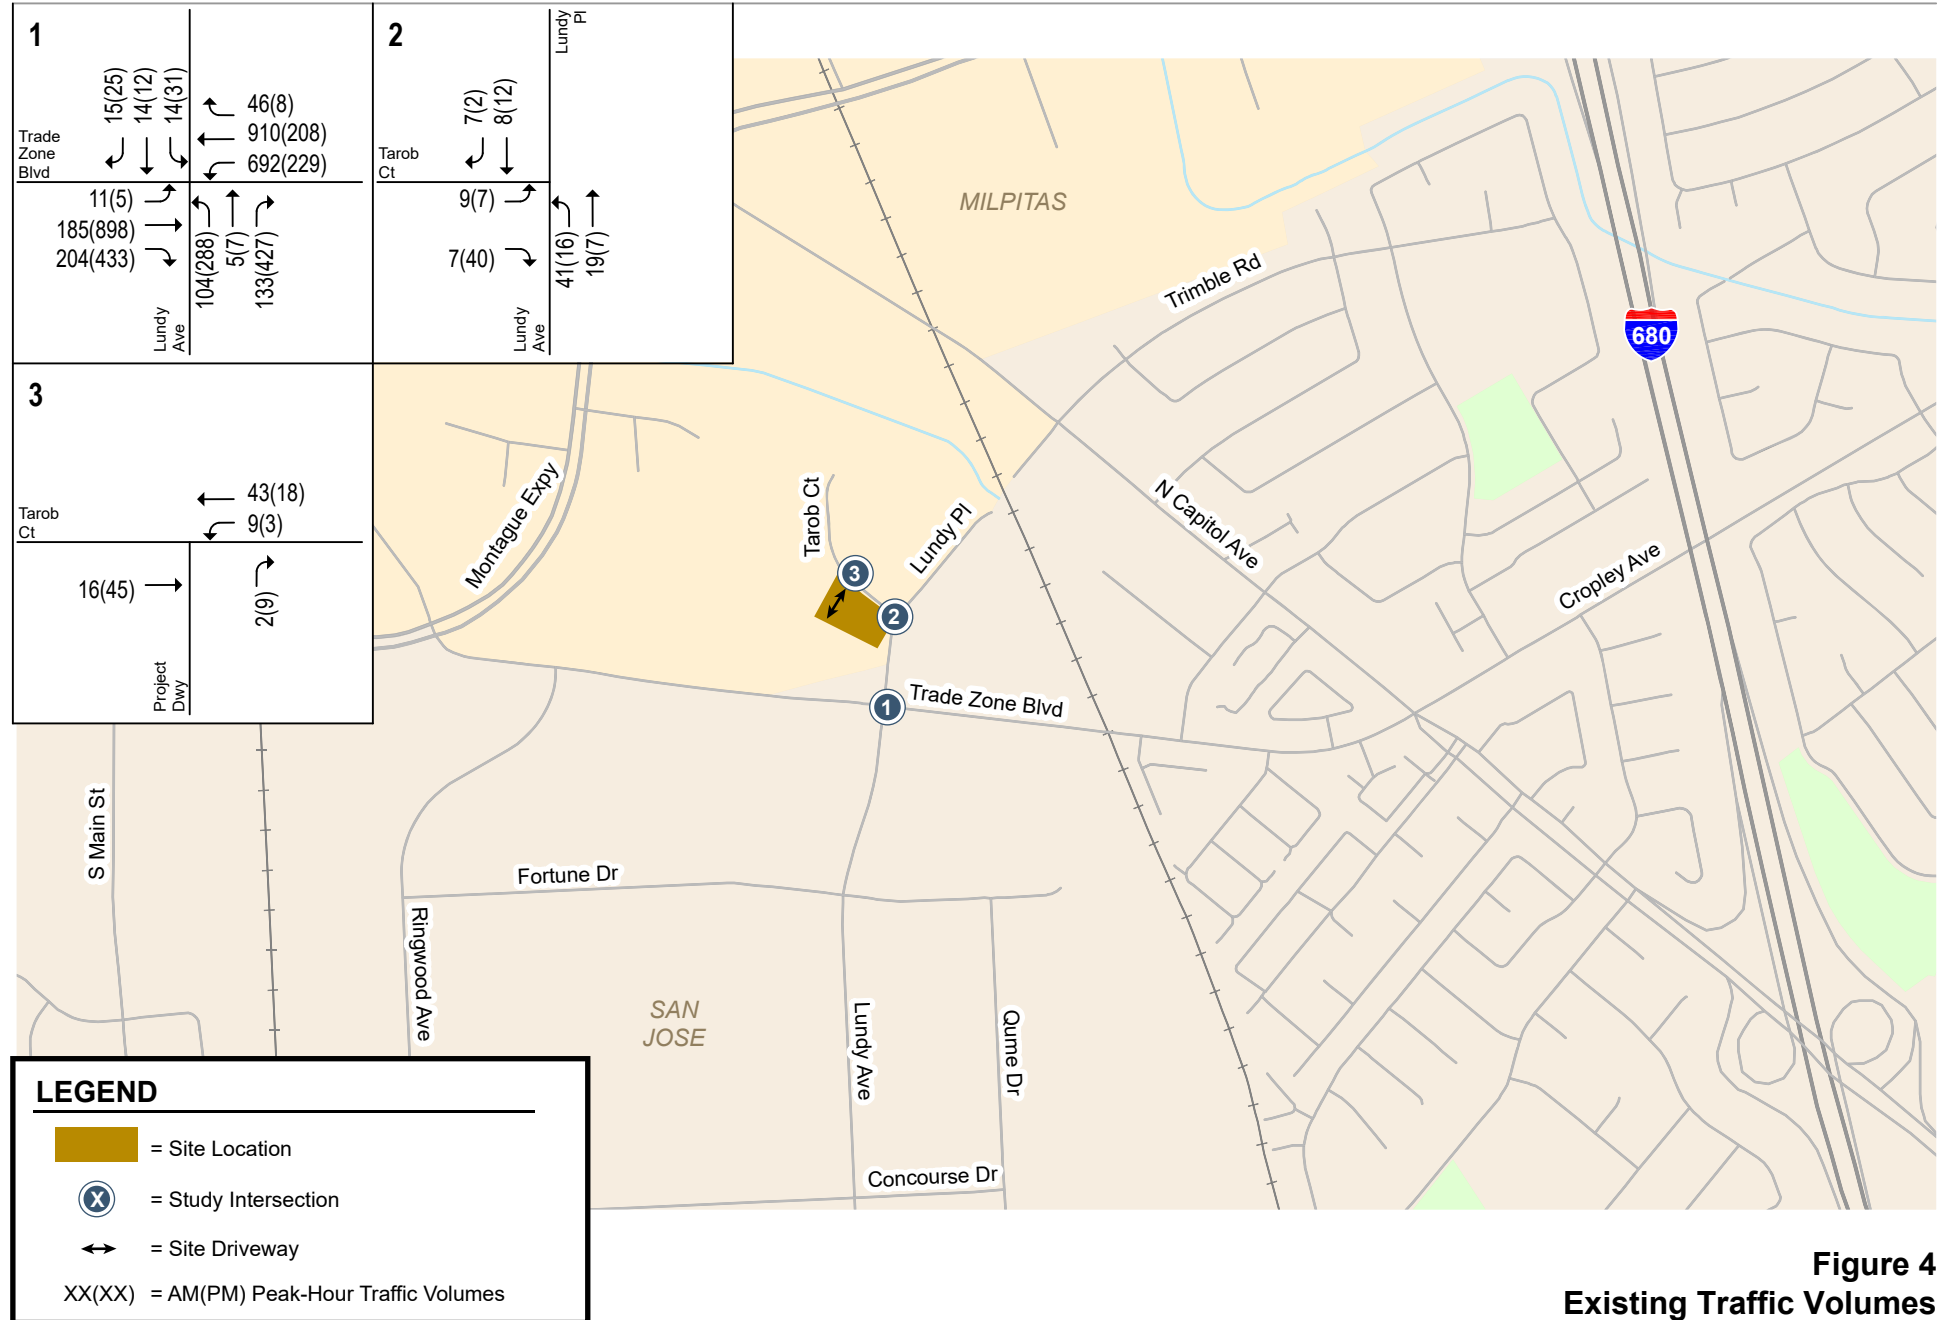 1
15(25)
14(12)
14(31)
46(8)
910(208)
692(229)
Trade
Zone
Blvd
11(5)
185(898)
204(433)
104(288)
5(7)
133(427)
Lundy
Ave
2
Lundy
Pl
7(2)
8(12)
Tarob
Ct
9(7)
7(40)
41(16)
19(7)
Lundy
Ave
3
43(18)
9(3)
Tarob
Ct
16(45)
2(9)
Project
Dwy
MILPITAS
Trimble Rd
680
Montague Expy
Tarob Ct
Lundy Pl
N Capitol Ave
Cropley Ave
3
2
1
Trade Zone Blvd
S Main St
Fortune Dr
Ringwood Ave
SAN
JOSE
Lundy Ave
Qume Dr
Concourse Dr
LEGEND
= Site Location
X = Study Intersection
= Site Driveway
XX(XX) = AM(PM) Peak-Hour Traffic Volumes
Figure 4
Existing Traffic Volumes